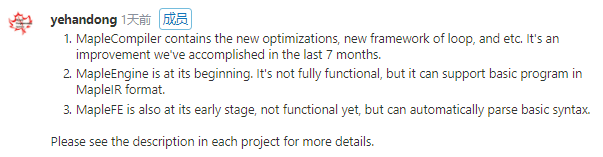 yehandong 1天前 成员
1. MapleCompiler contains the new optimizations, new framework of loop, and etc. It's an
improvement we've accomplished in the last 7 months.
2. MapleEngine is at its beginning. It's not fully functional, but it can support basic program in
MapleIR format.
3. MapleFE is also at its early stage, not functional yet, but can automatically parse basic syntax.
Please see the description in each project for more details.